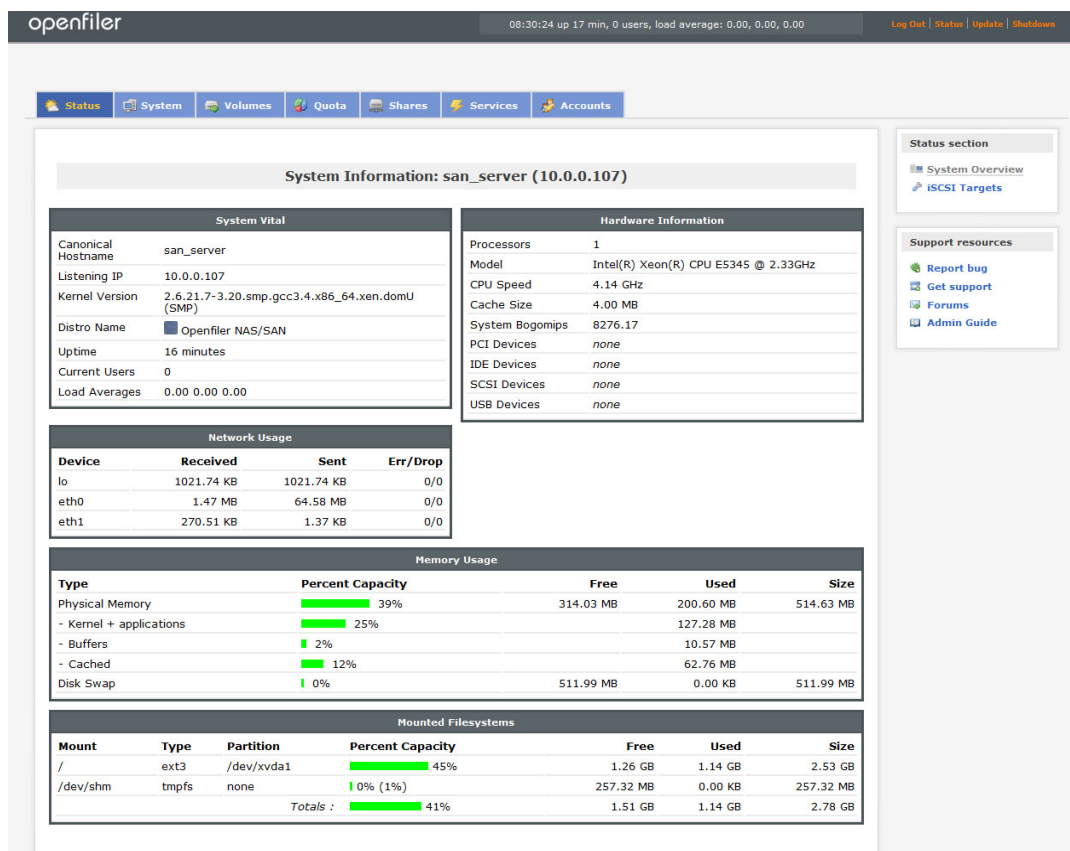 openfiler
08:30:24 up 17 min, 0 users, load average: 0.00, 0.00, 0.00
Log Out | Status | Update | Shutdown
Status System Volumes Quota Shares Services Accounts
System Information: san_server (10.0.0.107)
System Vital
Canonical Hostname san_server
Listening IP 10.0.0.107
Kernel Version 2.6.21.7-3.20.smp.gcc3.4.x86_64.xen.domU
(SMP)
Distro Name Openfiler NAS/SAN
Uptime 16 minutes
Current Users 0
Load Averages 0.00 0.00 0.00
Hardware Information
Processors 1
Model Intel(R) Xeon(R) CPU E5345 @ 2.33GHz
CPU Speed 4.14 GHz
Cache Size 4.00 MB
System Bogomips 8276.17
PCI Devices none
IDE Devices none
SCSI Devices none
USB Devices none
Network Usage
Device Received Sent Err/Drop
lo 1021.74 KB 1021.74 KB 0/0
eth0 1.47 MB 64.58 MB 0/0
eth1 270.51 KB 1.37 KB 0/0
Memory Usage
Type Percent Capacity Free Used Size
Physical Memory 39% 314.03 MB 200.60 MB 514.63 MB
- Kernel + applications 25% 127.28 MB
- Buffers 2% 10.57 MB
- Cached 12% 62.76 MB
Disk Swap 0% 511.99 MB 0.00 KB 511.99 MB
Mounted Filesystems
Mount Type Partition Percent Capacity Free Used Size
/ ext3 /dev/xvda1 45% 1.26 GB 1.14 GB 2.53 GB
/dev/shm tmpfs none 0% (1%) 257.32 MB 0.00 KB 257.32 MB
Totals : 41% 1.51 GB 1.14 GB 2.78 GB
Status section
System Overview
iSCSI Targets
Support resources
Report bug
Get support
Forums
Admin Guide